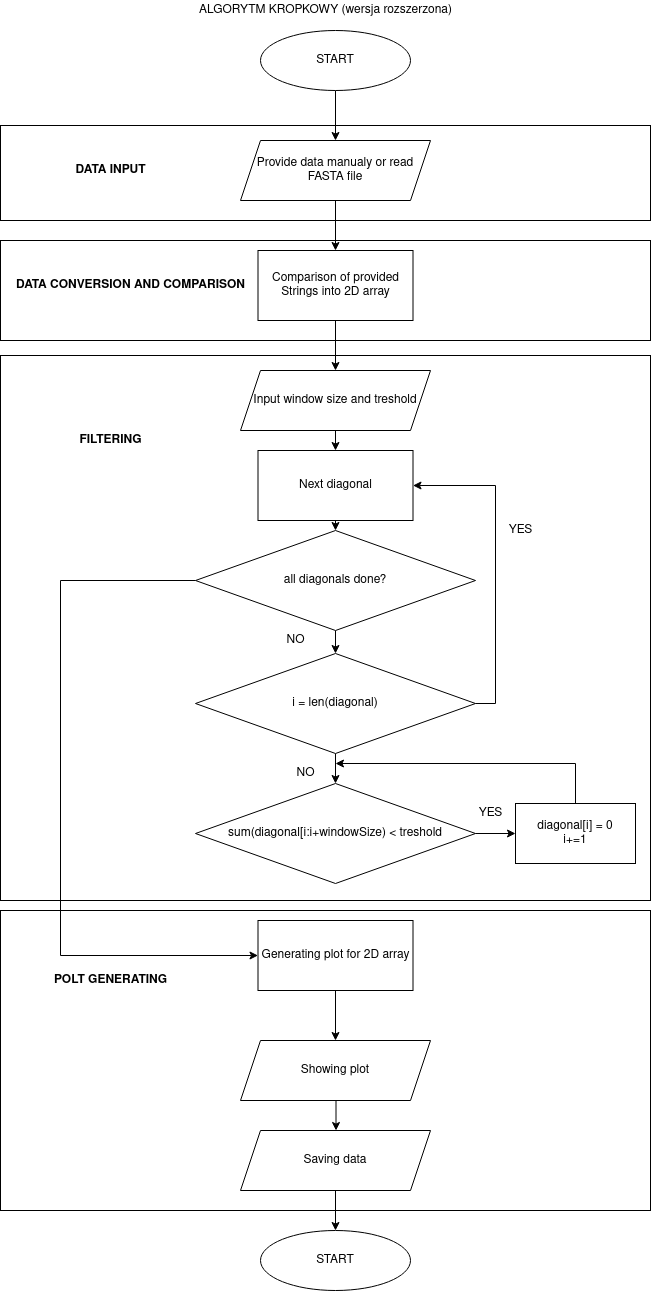 ALGORYTM KROPKOWY (wersja rozszerzona)
START
DATA INPUT
Provide data manualy or read
FASTA file
DATA CONVERSION AND COMPARISON
Comparison of provided
Strings into 2D array
Input window size and treshold
FILTERING
Next diagonal
YES
all diagonals done?
NO
i = len(diagonal)
NO
YES
sum(diagonal[i:i+windowSize) < treshold
diagonal[i] = 0
i+=1
Generating plot for 2D array
POLT GENERATING
Showing plot
Saving data
START